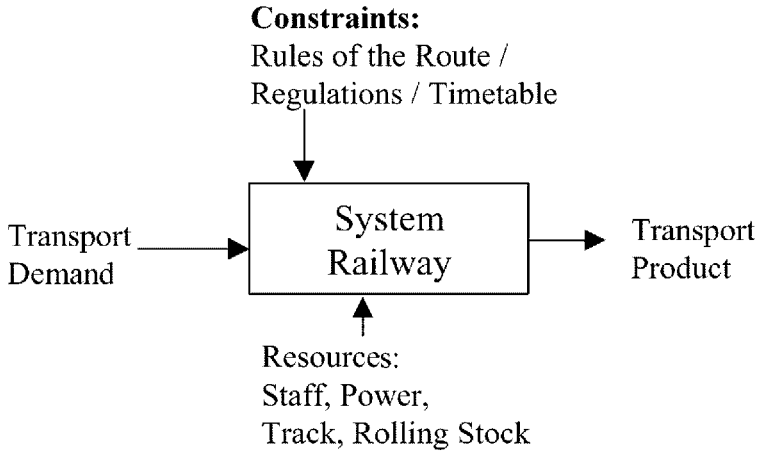 Constraints:
Rules of the Route /
Regulations / Timetable
System
Railway
Transport
Demand
Transport
Product
Resources:
Staff, Power,
Track, Rolling Stock